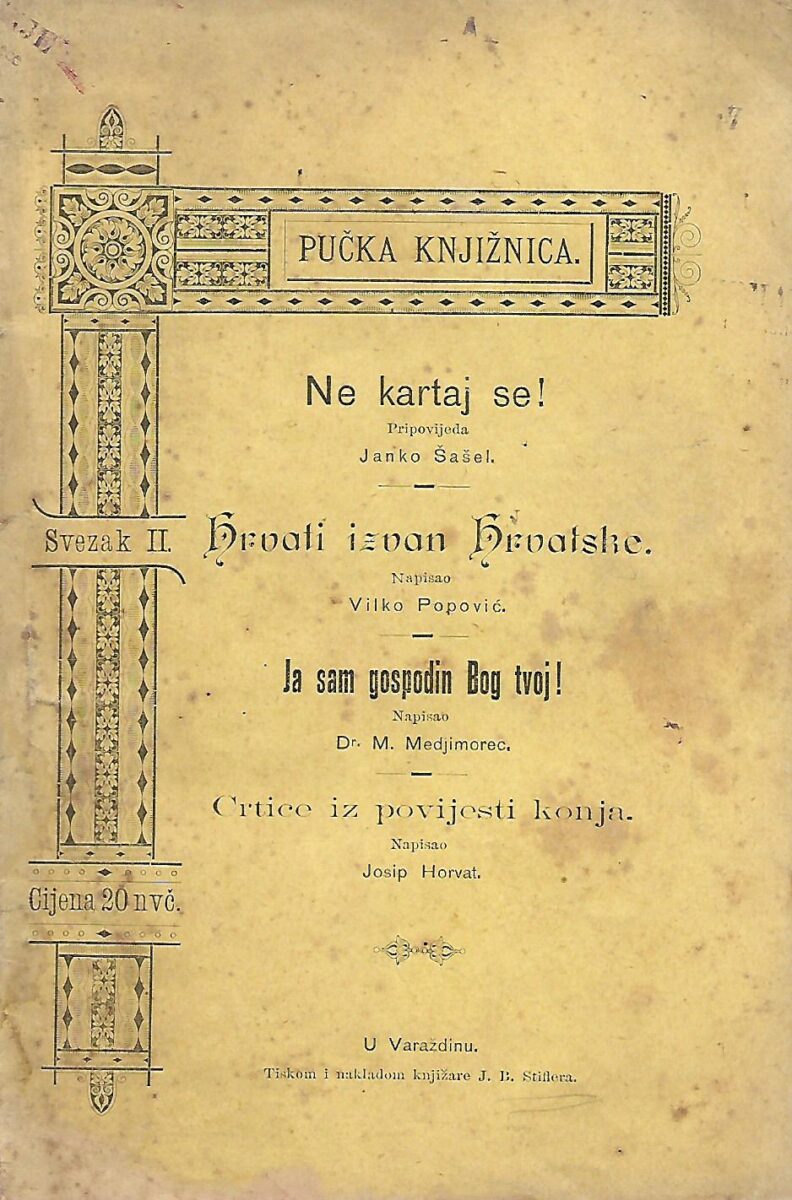 PUČKA KNJIŽNICA.
Ne kartaj se!
Pripovijeda
Janko Šašel.
Svezak II.
Hrvati izvan Hrvatske.
Napisao
Vilko Popović.
Ja sam gospodin Bog tvoj!
Napisao
Dr. M. Medjimorec.
Crtice iz povijesti konja.
Napisao
Josip Horvat.
Cijena 20 nvč.
U Varaždinu.
Tiskom i nakladom knjižare J. B. Stiflera.